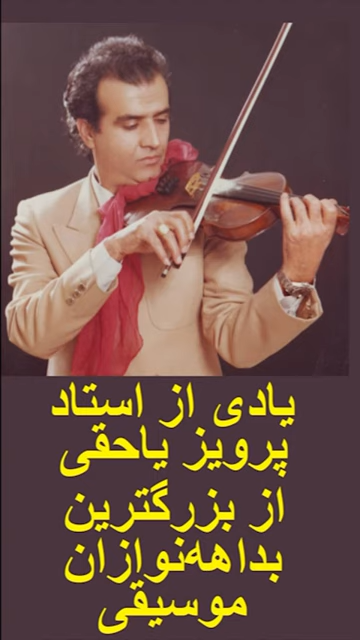 یادی از استاد
پرویز یاحقی
از بزرگترین
بداهه‌نوازان
موسیقی